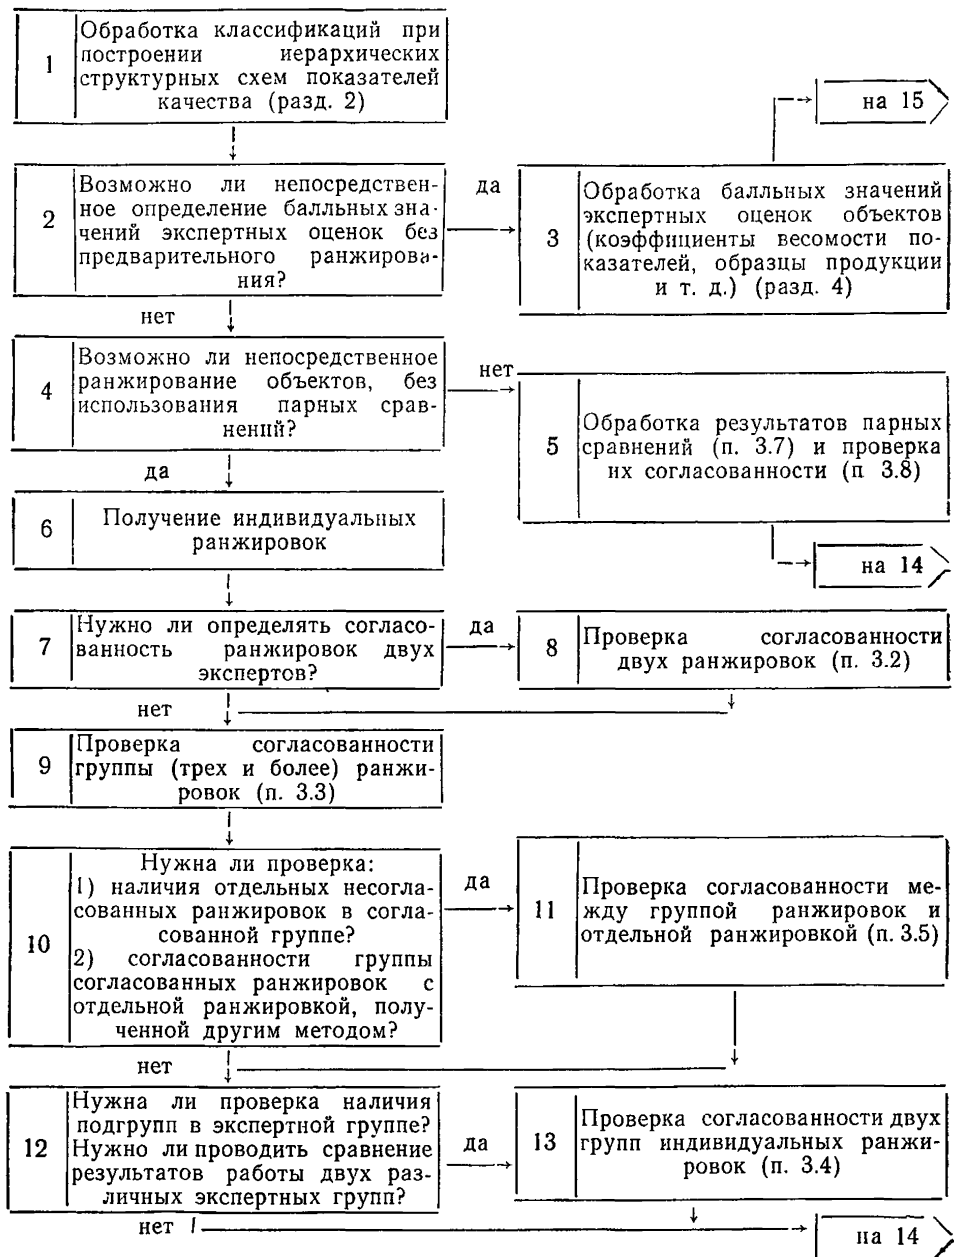 1
Обработка классификаций при
построении иерархических
структурных схем показателей
качества (разд. 2)
на 15
2
Возможно ли непосредствен-
ное определение балльных зна-
чений экспертных оценок без
предварительного ранжирова-
ния?
да
3
Обработка балльных значений
экспертных оценок объектов
(коэффициенты весомости по-
казателей, образцы продукции
и т. д.) (разд. 4)
нет
4
Возможно ли непосредственное
ранжирование объектов, без
использования парных срав-
нений?
нет
5
Обработка результатов парных
сравнений (п. 3.7) и проверка
их согласованности (п 3.8)
да
6
Получение индивидуальных
ранжировок
на 14
7
Нужно ли определять согласо-
ванность ранжировок двух
экспертов?
да
8
Проверка согласованности
двух ранжировок (п. 3.2)
нет
9
Проверка согласованности
группы (трех и более) ранжи-
ровок (п. 3.3)
10
Нужна ли проверка:
1) наличия отдельных несогла-
сованных ранжировок в согла-
сованной группе?
2) согласованности группы
согласованных ранжировок с
отдельной ранжировкой, полу-
ченной другим методом?
да
11
Проверка согласованности ме-
жду группой ранжировок и
отдельной ранжировкой (п. 3.5)
нет
12
Нужна ли проверка наличия
подгрупп в экспертной группе?
Нужно ли проводить сравнение
результатов работы двух раз-
личных экспертных групп?
да
13
Проверка согласованности двух
групп индивидуальных ранжи-
ровок (п. 3.4)
нет
на 14